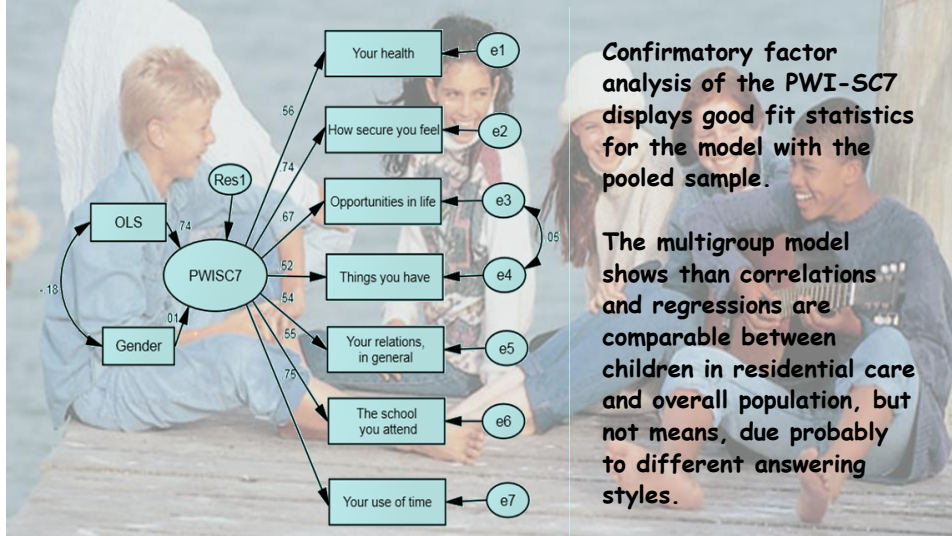 Your health
e1
.56
How secure you feel
e2
.74
Res1
.67
Opportunities in life
e3
OLS
.74
.05
PWISC7
.52
Things you have
e4
-.18
.54
.01
Gender
.55
Your relations,
in general
e5
.75
The school
you attend
e6
Your use of time
e7
Confirmatory factor
analysis of the PWI-SC7
displays good fit statistics
for the model with the
pooled sample.
The multigroup model
shows than correlations
and regressions are
comparable between
children in residential care
and overall population, but
not means, due probably
to different answering
styles.